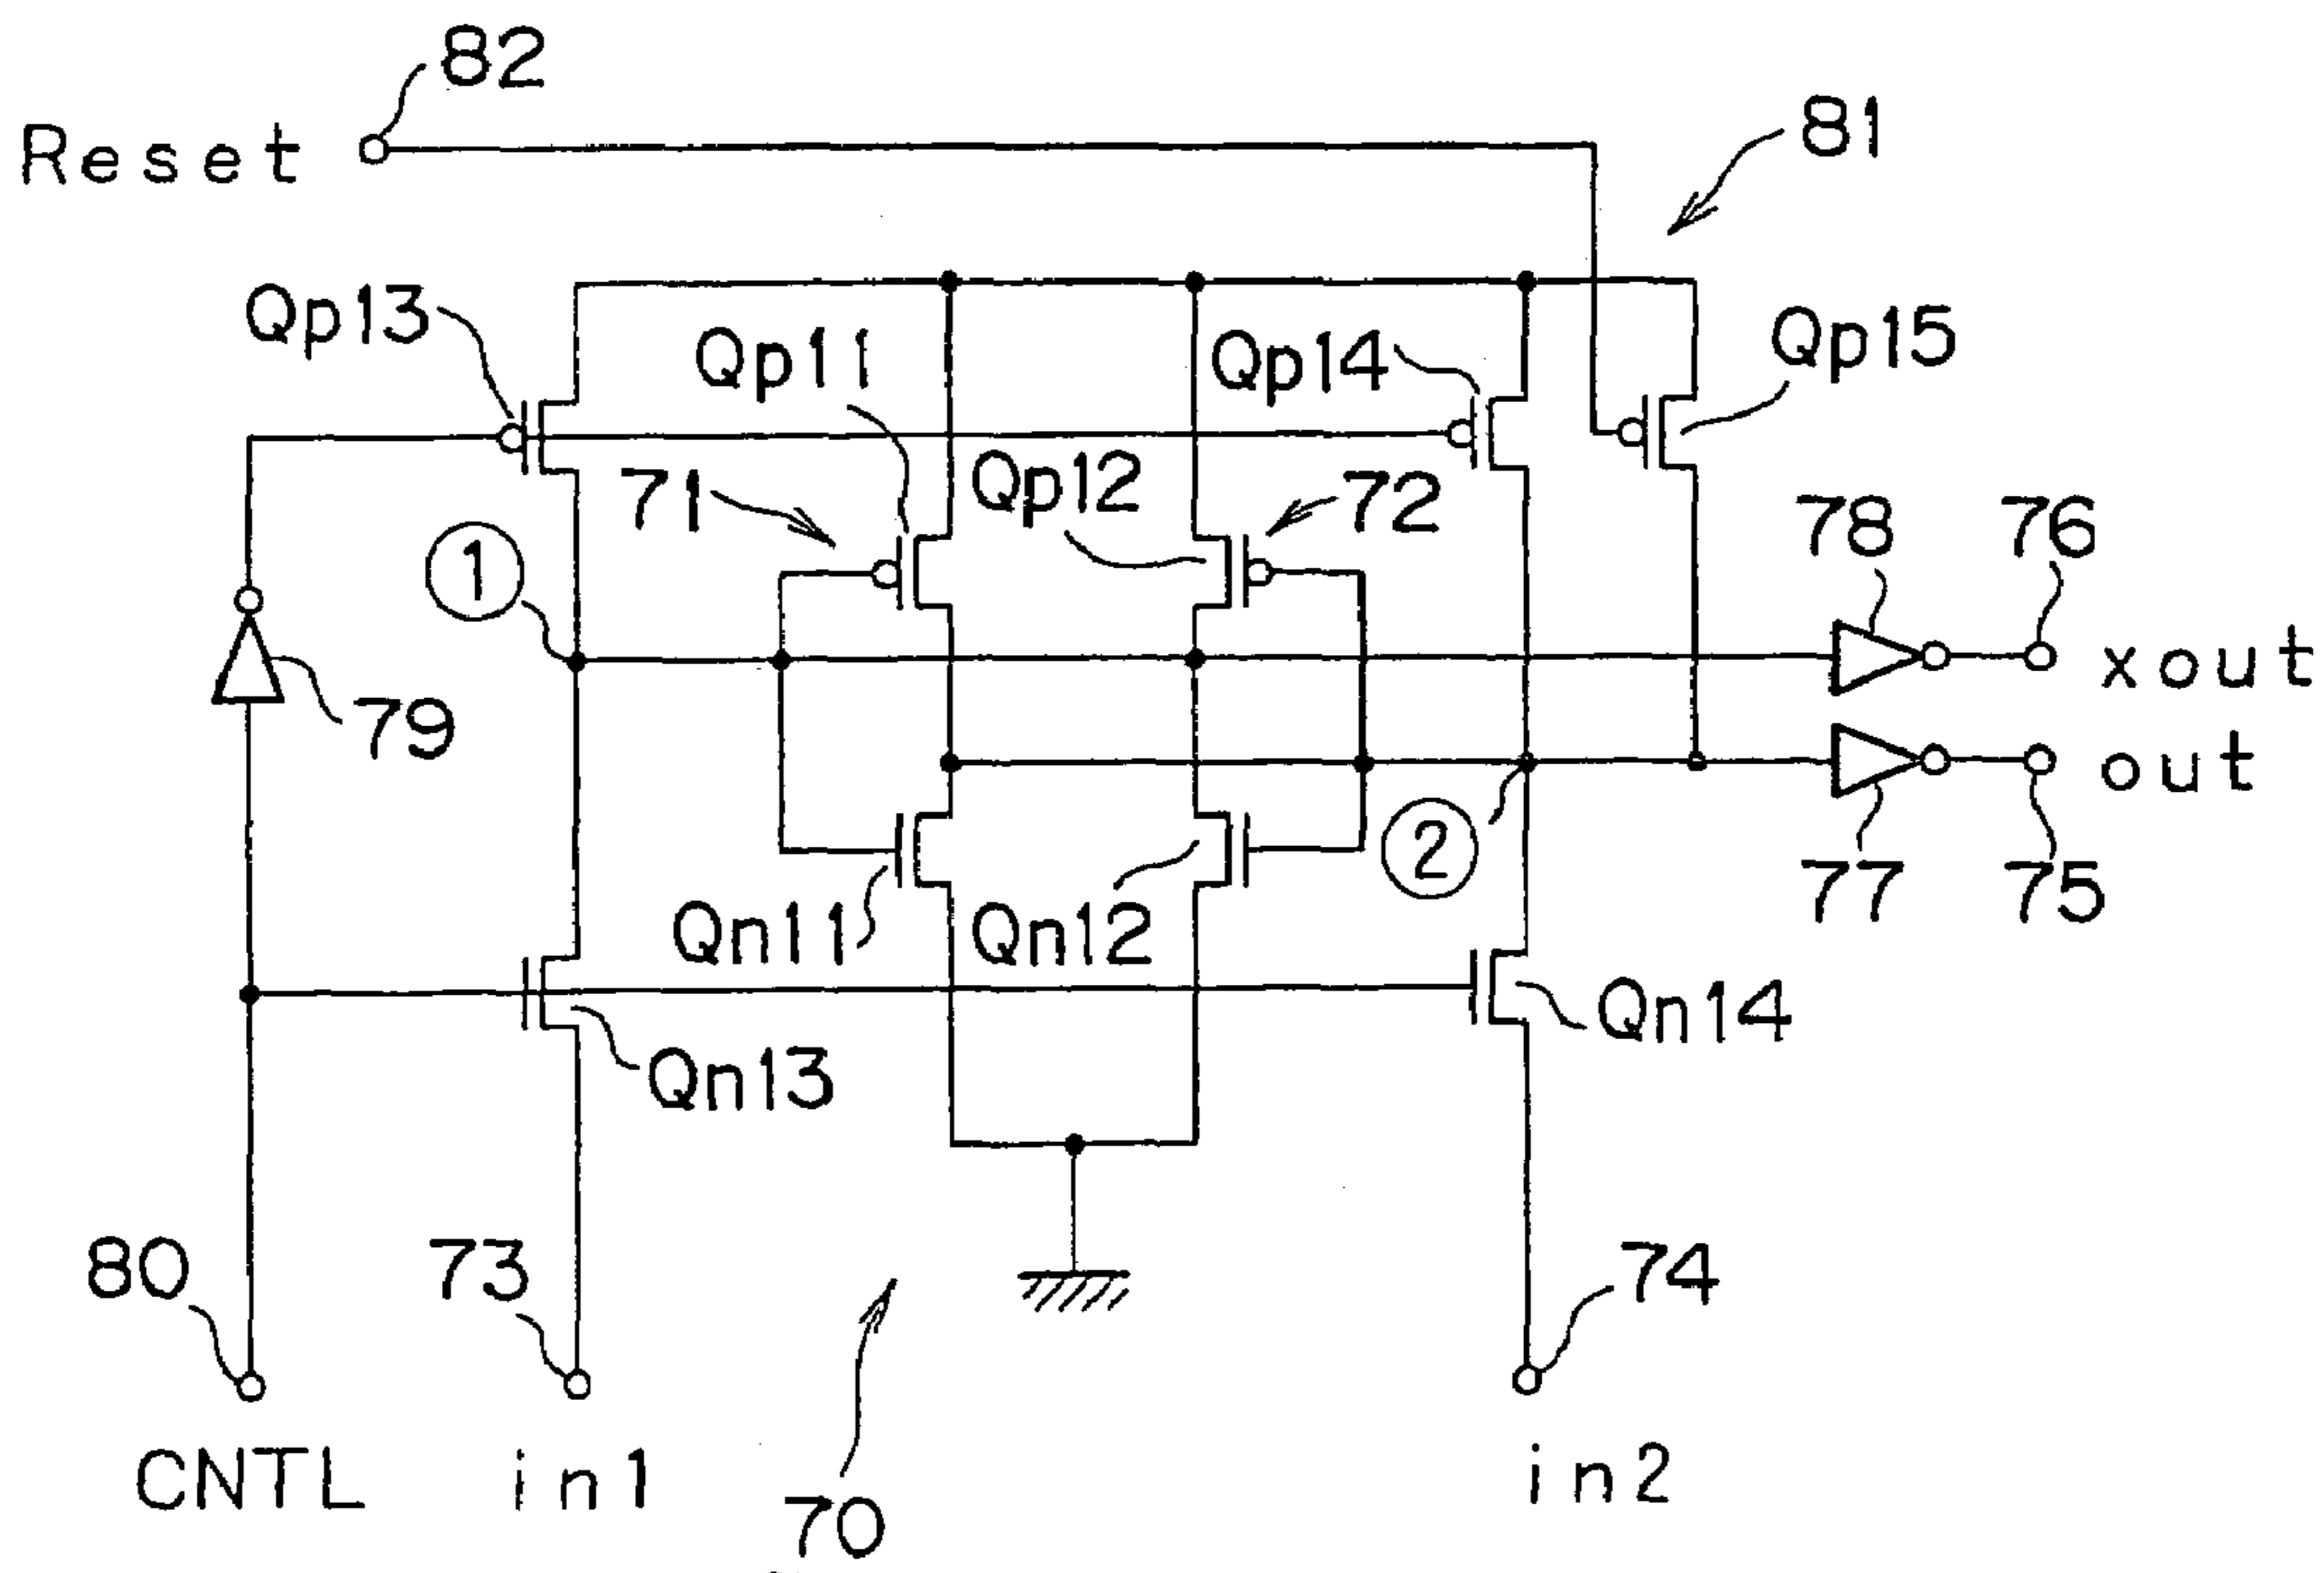 82
Reset
81
Qp13
Qp11
Qp14
Qp15
71
Qp12
72
78
76
①
xout
79
out
②
77
75
Qn11
Qn12
Qn14
Qn13
80
73
74
CNTL
in1
in2
70